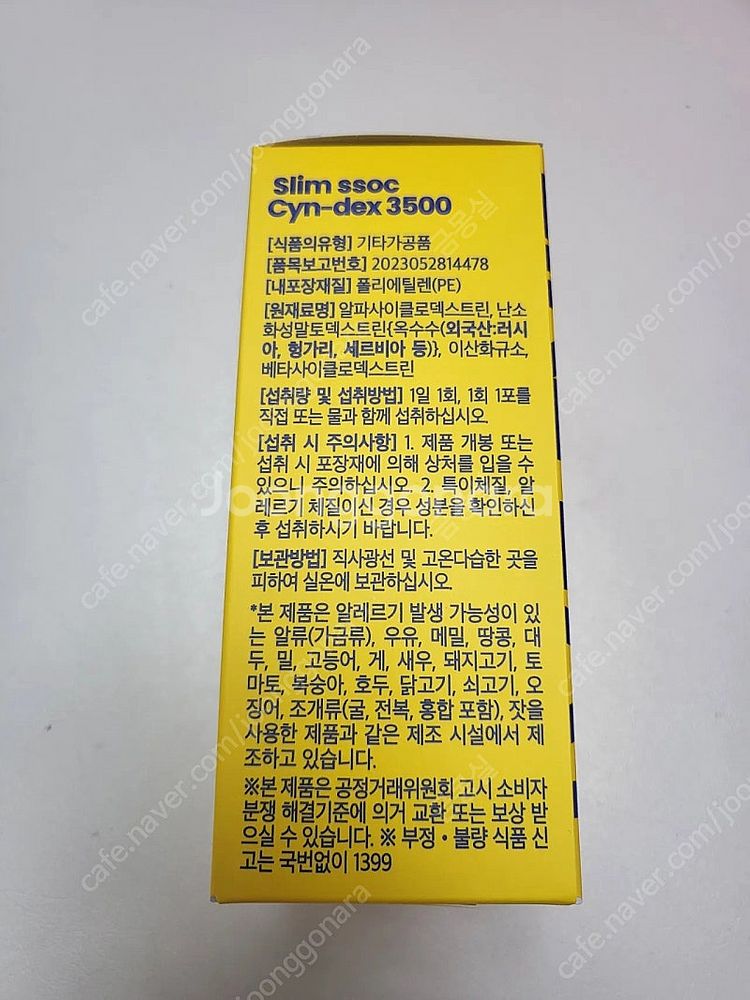 Slim ssoc
Cyn-dex 3500
[식품의유형] 기타가공품
[품목보고번호] 2023052814478
[내포장재질] 폴리에틸렌(PE)
[원재료명] 알파사이클로덱스트린, 난소
화성말토덱스트린{옥수수(외국산:러시
아, 헝가리, 세르비아 등)}, 이산화규소,
베타사이클로덱스트린
[섭취량 및 섭취방법] 1일 1회, 1회 1포를
직접 또는 물과 함께 섭취하십시오.
[섭취 시 주의사항] 1. 제품 개봉 또는
섭취 시 포장재에 의해 상처를 입을 수
있으니 주의하십시오. 2. 특이체질, 알
레르기 체질이신 경우 성분을 확인하신
후 섭취하시기 바랍니다.
[보관방법] 직사광선 및 고온다습한 곳을
피하여 실온에 보관하십시오.
*본 제품은 알레르기 발생 가능성이 있
는 알류(가금류), 우유, 메밀, 땅콩, 대
두, 밀, 고등어, 게, 새우, 돼지고기, 토
마토, 복숭아, 호두, 닭고기, 쇠고기, 오
징어, 조개류(굴, 전복, 홍합 포함), 잣을
사용한 제품과 같은 제조 시설에서 제
조하고 있습니다.
※본 제품은 공정거래위원회 고시 소비자
분쟁 해결기준에 의거 교환 또는 보상 받
으실 수 있습니다. ※ 부정•불량 식품 신
고는 국번없이 1399
Joonggonara
cafe.naver.com/joonggonara